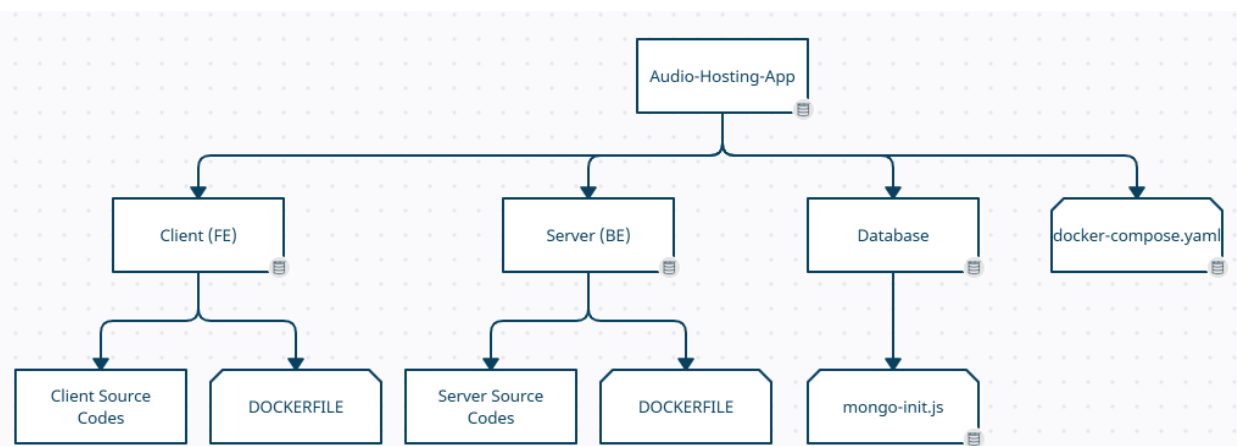 Audio-Hosting-App
Client (FE)
Server (BE)
Database
docker-compose.yaml
Client Source
Codes
DOCKERFILE
Server Source
Codes
DOCKERFILE
mongo-init.js